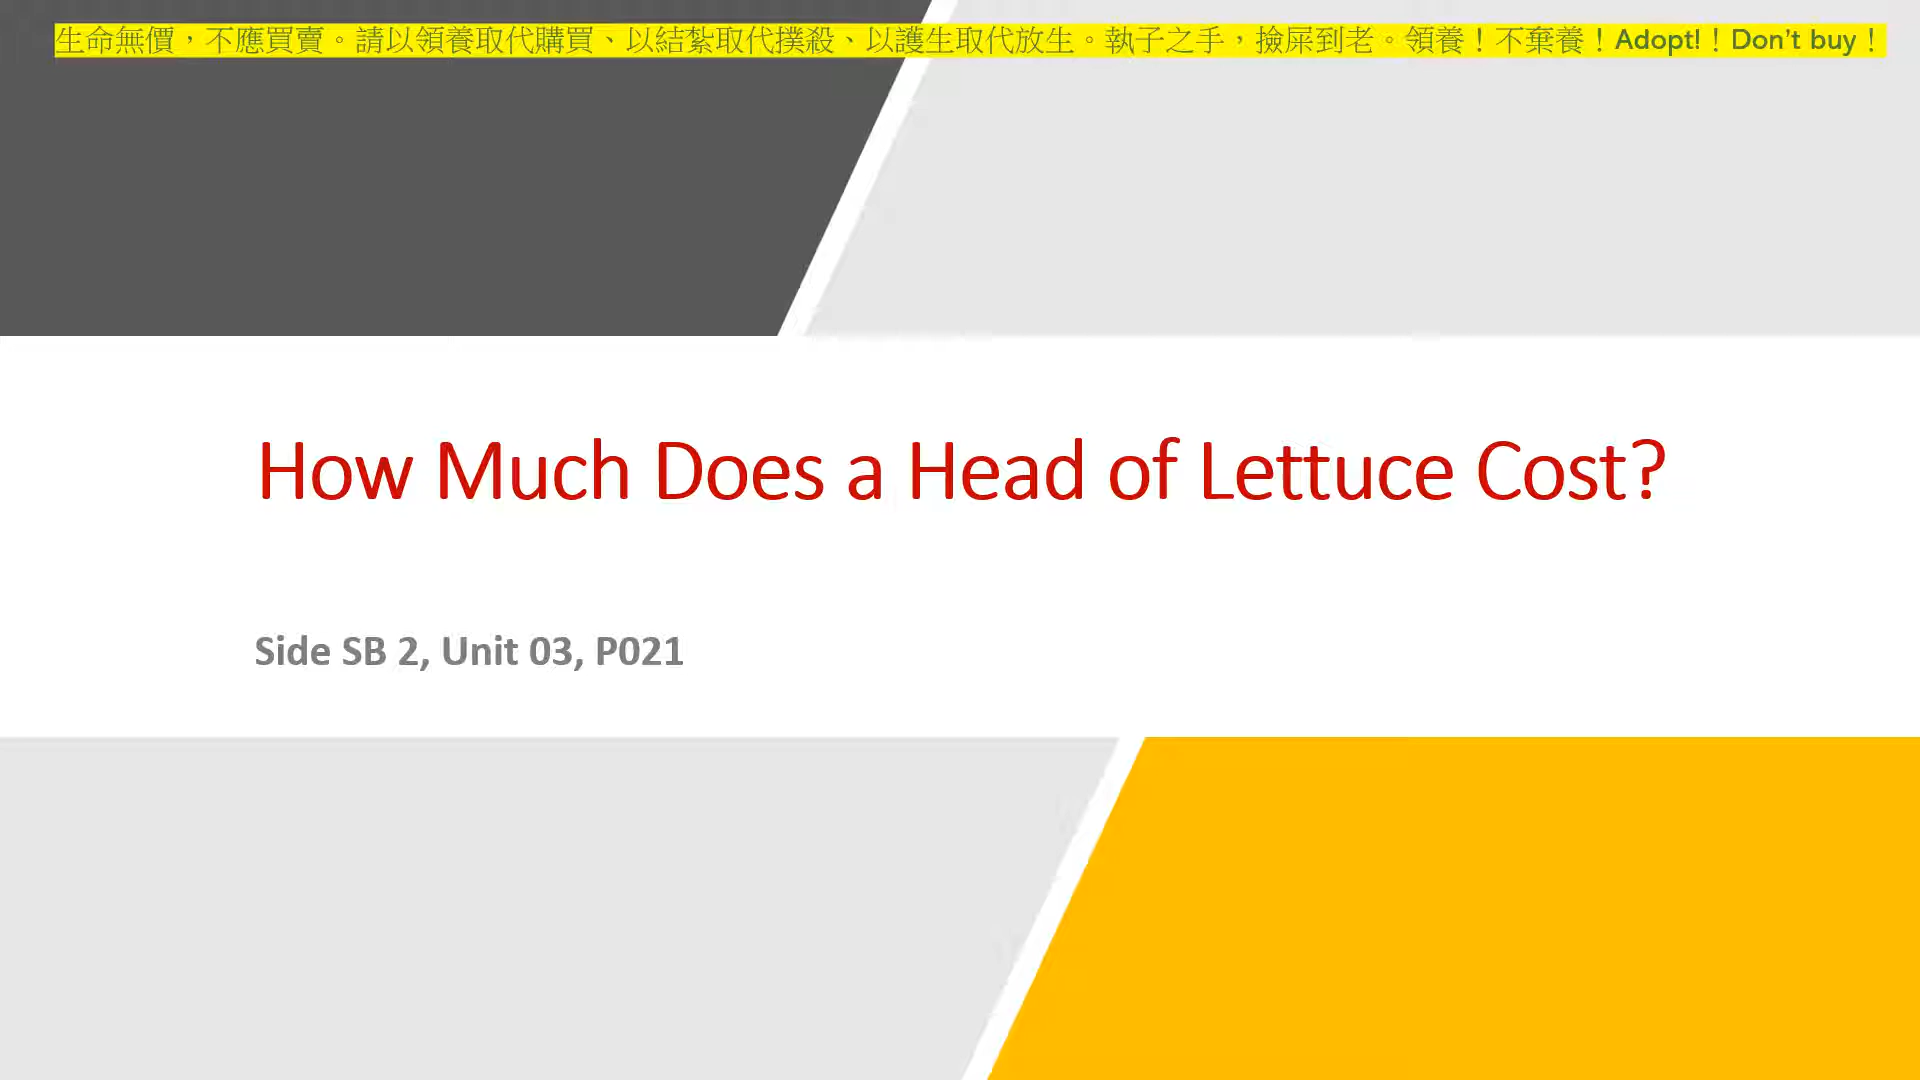 生命無價，不應買賣。請以領養取代購買、以結紮取代撲殺、以護生取代放生。執子之手，撿屎到老。領養！不棄養！Adopt!！Don't buy！
How Much Does a Head of Lettuce Cost?
Side SB 2, Unit 03, P021